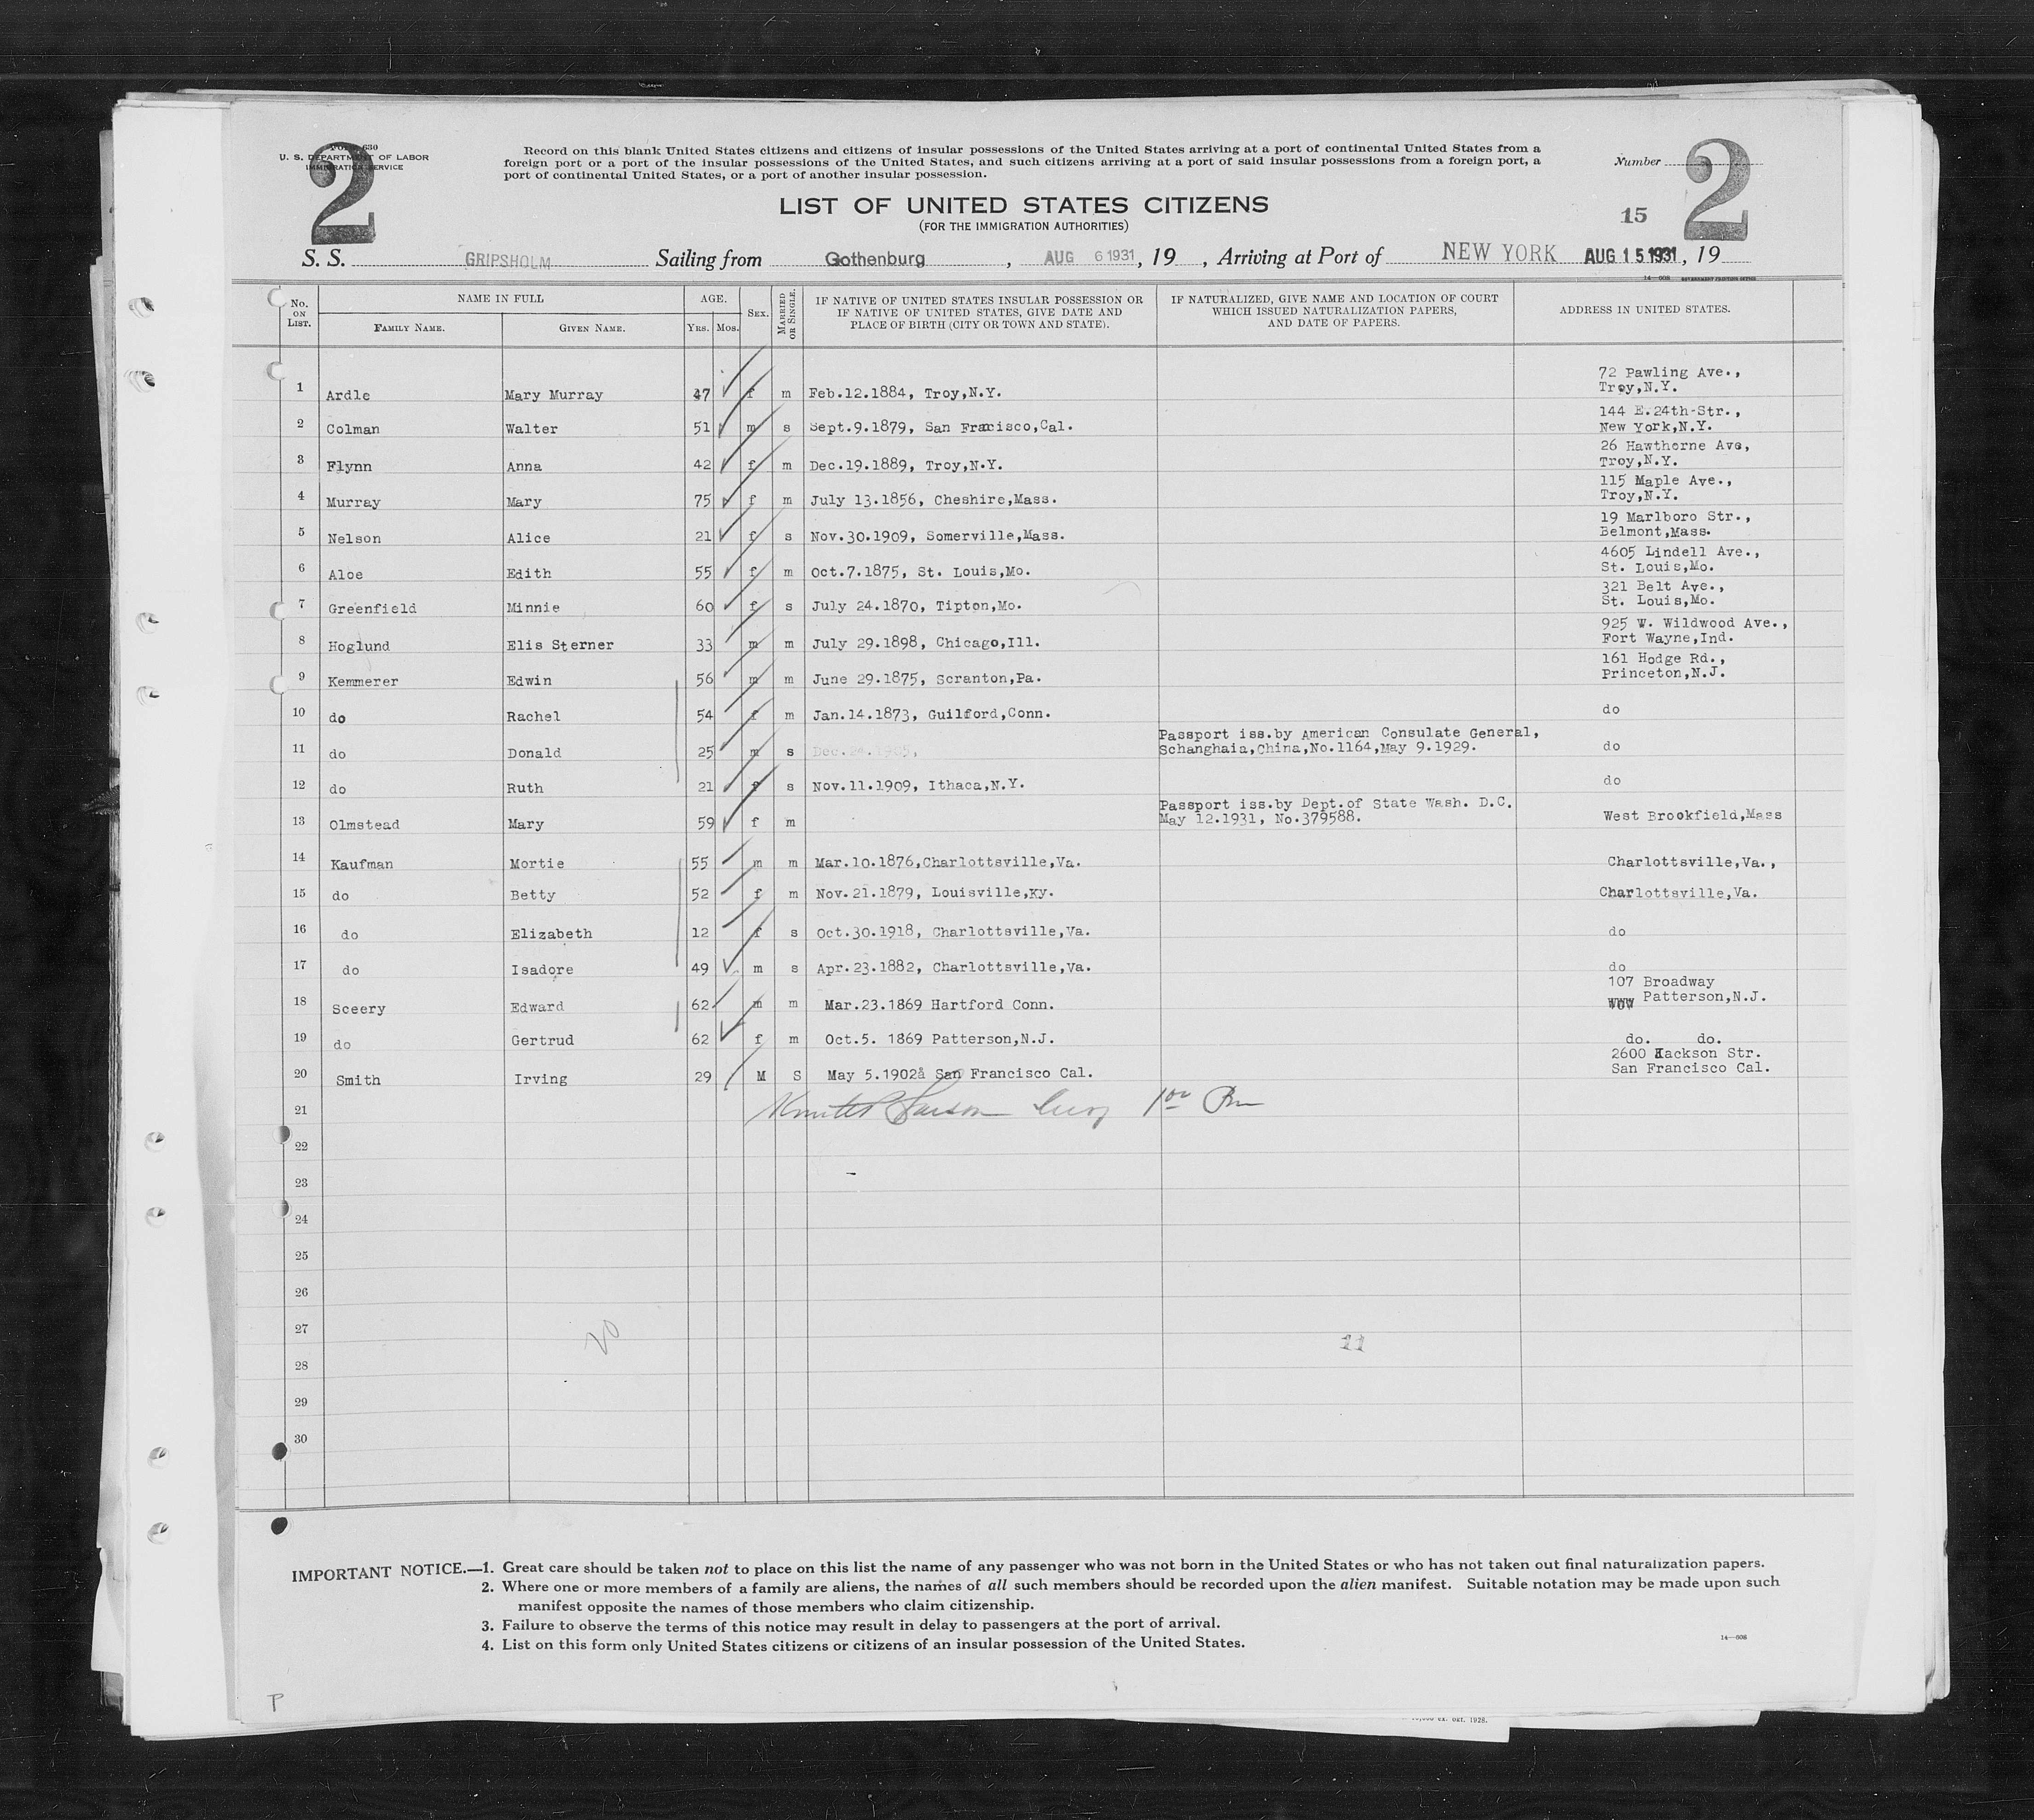 2
FORM 630
U. S. DEPARTMENT OF LABOR
IMMIGRATION SERVICE
Record on this blank United States citizens and citizens of insular possessions of the United States arriving at a port of continental United States from a
foreign port or a port of the insular possessions of the United States, and such citizens arriving at a port of said insular possessions from a foreign port, a
port of continental United States, or a port of another insular possession.
Number
2
LIST OF UNITED STATES CITIZENS
(FOR THE IMMIGRATION AUTHORITIES)
15
S. S. GRIPSHOLM Sailing from Gothenburg, AUG 6 1931, 19 , Arriving at Port of NEW YORK AUG 15 1931, 19
14—608 GOVERNMENT PRINTING OFFICE
No. ON LIST. NAME IN FULL FAMILY NAME. GIVEN NAME. AGE. YRS. MOS. SEX. MARRIED OR SINGLE. IF NATIVE OF UNITED STATES INSULAR POSSESSION OR IF NATIVE OF UNITED STATES, GIVE DATE AND PLACE OF BIRTH (CITY OR TOWN AND STATE). IF NATURALIZED, GIVE NAME AND LOCATION OF COURT WHICH ISSUED NATURALIZATION PAPERS, AND DATE OF PAPERS. ADDRESS IN UNITED STATES.
72 Pawling Ave.,
1 Ardle Mary Murray 47 f m Feb.12.1884, Troy,N.Y. Troy,N.Y.
144 E.24th-Str.,
2 Colman Walter 51 m s Sept.9.1879, San Fracisco,Cal. New York,N.Y.
26 Hawthorne Ave,
3 Flynn Anna 42 f m Dec.19.1889, Troy,N.Y. Troy,N.Y.
115 Maple Ave.,
4 Murray Mary 75 f m July 13.1856, Cheshire,Mass. Troy,N.Y.
19 Marlboro Str.,
5 Nelson Alice 21 f s Nov.30.1909, Somerville,Mass. Belmont,Mass.
4605 Lindell Ave.,
6 Aloe Edith 55 f m Oct.7.1875, St. Louis,Mo. St. Louis,Mo.
321 Belt Ave.,
7 Greenfield Minnie 60 f s July 24.1870, Tipton,Mo. St. Louis,Mo.
925 W. Wildwood Ave.,
8 Hoglund Elis Sterner 33 m m July 29.1898, Chicago,Ill. Fort Wayne,Ind.
161 Hodge Rd.,
9 Kemmerer Edwin 56 m m June 29.1875, Scranton,Pa. Princeton,N.J.
10 do Rachel 54 f m Jan.14.1873, Guilford,Conn. do
Passport iss.by American Consulate General,
11 do Donald 25 m s Dec.24.1905, Schanghaia,China,No.1164,May 9.1929. do
12 do Ruth 21 f s Nov.11.1909, Ithaca,N.Y. do
Passport iss.by Dept.of State Wash. D.C.
13 Olmstead Mary 59 f m May 12.1931, No.379588. West Brookfield,Mass
14 Kaufman Mortie 55 m m Mar.10.1876,Charlottsville,Va. Charlottsville,Va.,
15 do Betty 52 f m Nov.21.1879, Louisville,Ky. Charlottsville,Va.
16 do Elizabeth 12 f s Oct.30.1918, Charlottsville,Va. do
17 do Isadore 49 m s Apr.23.1882, Charlottsville,Va. do
107 Broadway
18 Sceery Edward 62 m m Mar.23.1869 Hartford Conn. Patterson,N.J.
19 do Gertrud 62 f m Oct.5. 1869 Patterson,N.J. do. do.
2600 Jackson Str.
20 Smith Irving 29 M S May 5.1902å San Francisco Cal. San Francisco Cal.
21
22
23
24
25
26
27 20 11
28
29
30
IMPORTANT NOTICE.—1. Great care should be taken not to place on this list the name of any passenger who was not born in the United States or who has not taken out final naturalization papers.
2. Where one or more members of a family are aliens, the names of all such members should be recorded upon the alien manifest. Suitable notation may be made upon such
manifest opposite the names of those members who claim citizenship.
3. Failure to observe the terms of this notice may result in delay to passengers at the port of arrival.
4. List on this form only United States citizens or citizens of an insular possession of the United States.
14—608
P